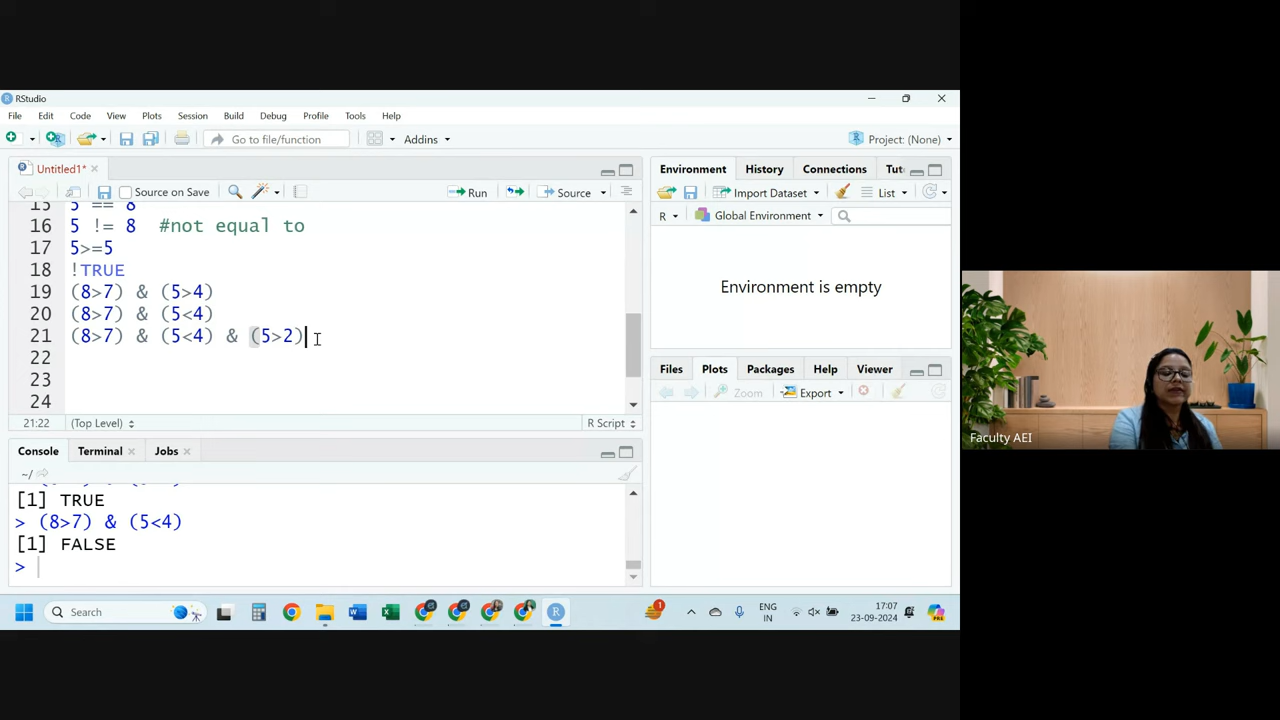 RStudio
File Edit Code View Plots Session Build Debug Profile Tools Help
Go to file/function Addins Project: (None)
Untitled1*
Source on Save Run Source
15 5 == 8
16 5 != 8 #not equal to
17 5>=5
18 !TRUE
19 (8>7) & (5>4)
20 (8>7) & (5<4)
21 (8>7) & (5<4) & (5>2)
22
23
24
21:22 (Top Level) R Script
Console Terminal Jobs
~/
[1] TRUE
> (8>7) & (5<4)
[1] FALSE
>
Environment History Connections Tut
Import Dataset List
R Global Environment
Environment is empty
Files Plots Packages Help Viewer
Zoom Export
Faculty AEI
Search
1
ENG
IN
17:07
23-09-2024